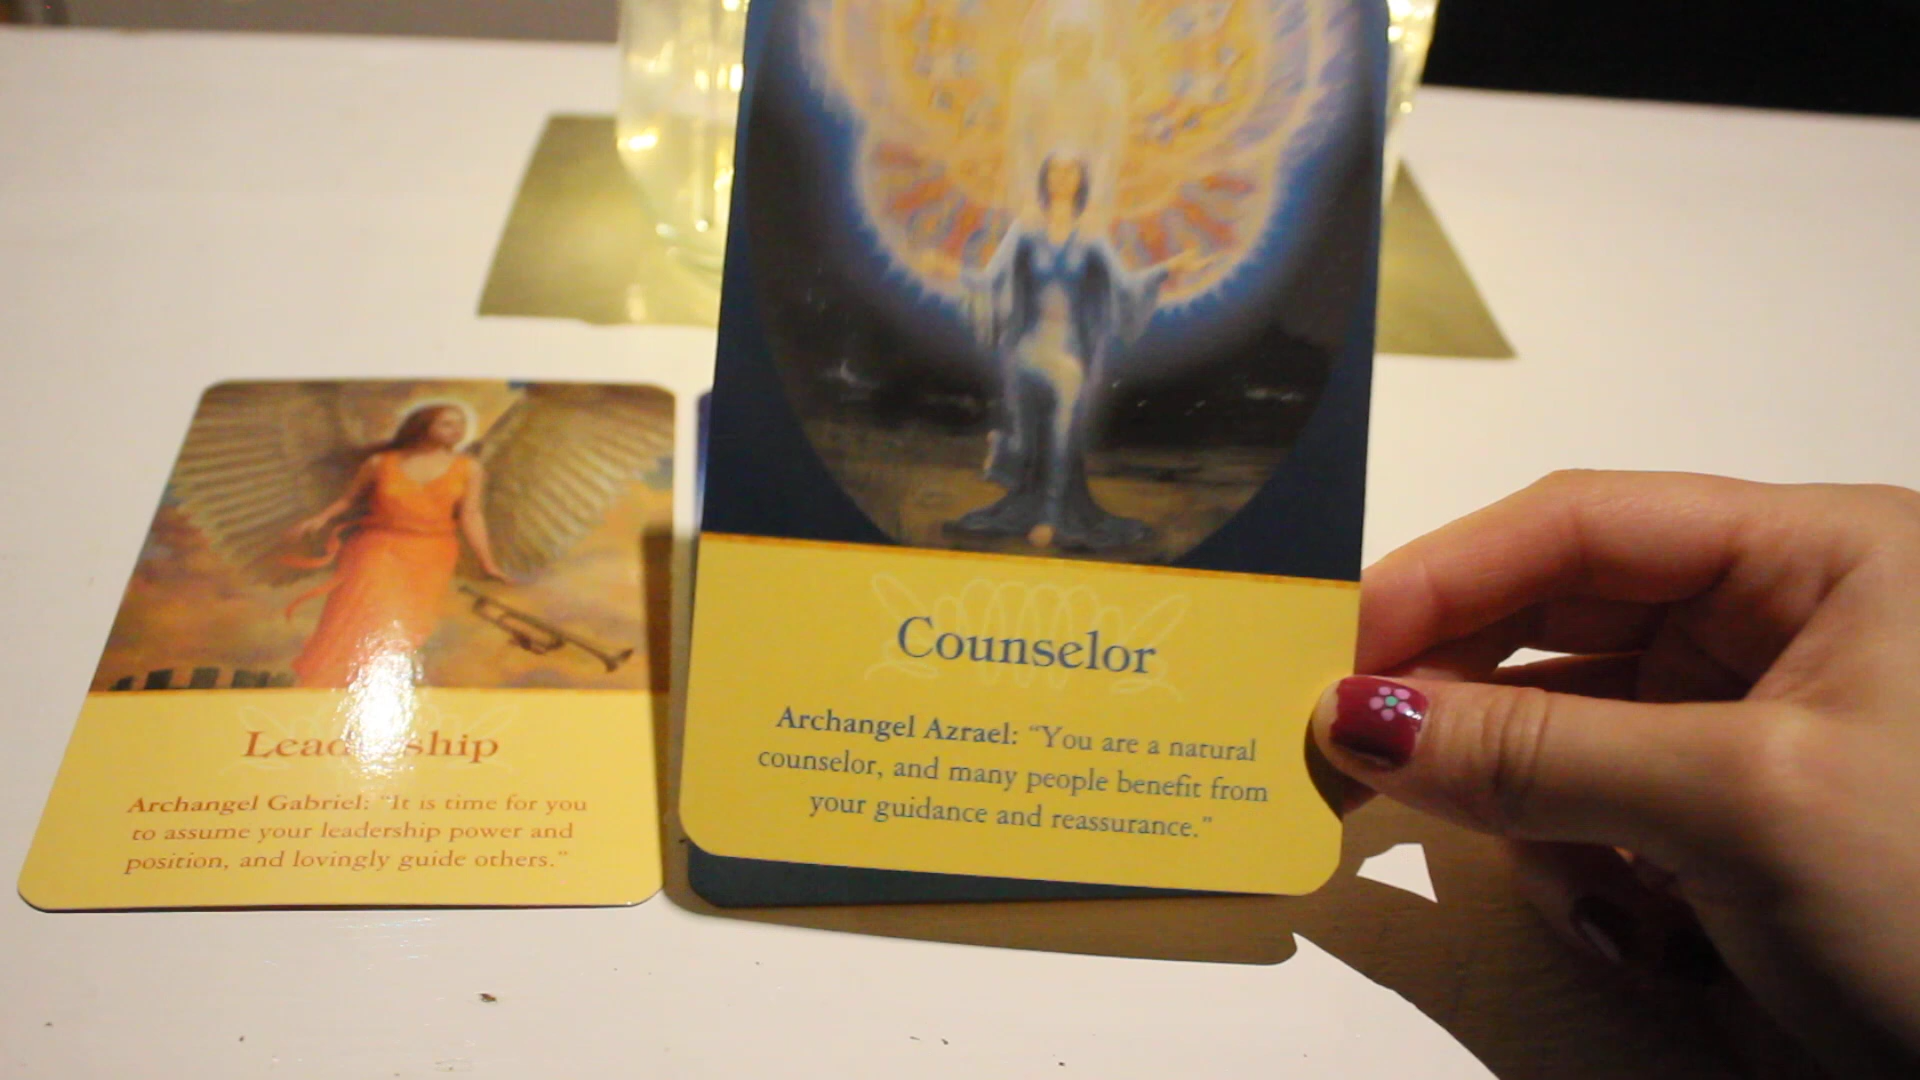 Leadership
Archangel Gabriel: "It is time for you
to assume your leadership power and
position, and lovingly guide others."
Counselor
Archangel Azrael: "You are a natural
counselor, and many people benefit from
your guidance and reassurance."